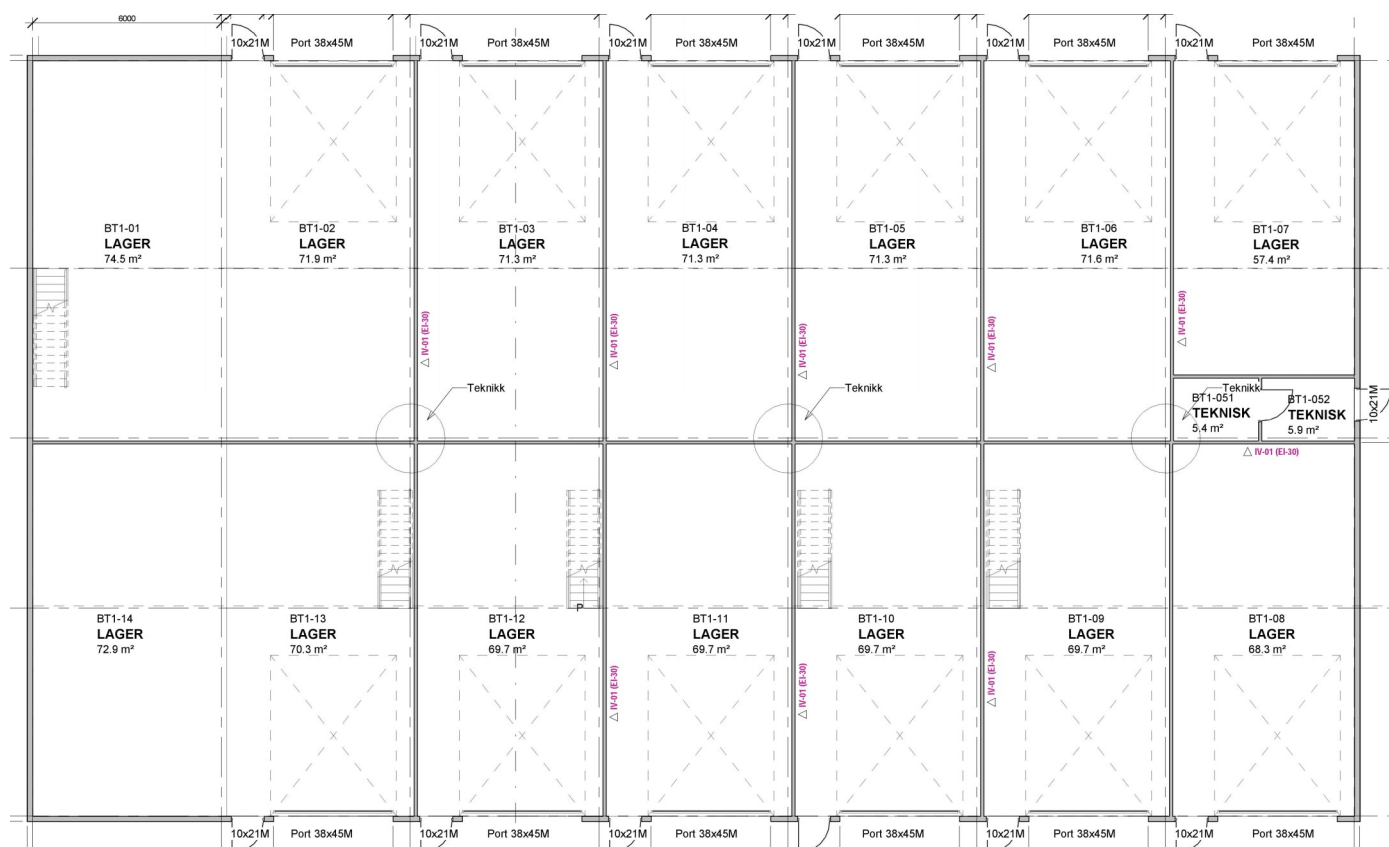 6000
10x21M
Port 38x45M
10x21M
Port 38x45M
10x21M
Port 38x45M
10x21M
Port 38x45M
10x21M
Port 38x45M
10x21M
Port 38x45M
BT1-01
LAGER
74.5 m²
BT1-02
LAGER
71.9 m²
BT1-03
LAGER
71.3 m²
BT1-04
LAGER
71.3 m²
BT1-05
LAGER
71.3 m²
BT1-06
LAGER
71.6 m²
BT1-07
LAGER
57.4 m²
IV-01 (EI-30)
IV-01 (EI-30)
IV-01 (EI-30)
IV-01 (EI-30)
IV-01 (EI-30)
Teknikk
Teknikk
Teknikk
BT1-051
TEKNISK
5.4 m²
BT1-052
TEKNISK
5.9 m²
10x21M
IV-01 (EI-30)
P
BT1-14
LAGER
72.9 m²
BT1-13
LAGER
70.3 m²
BT1-12
LAGER
69.7 m²
BT1-11
LAGER
69.7 m²
BT1-10
LAGER
69.7 m²
BT1-09
LAGER
69.7 m²
BT1-08
LAGER
68.3 m²
IV-01 (EI-30)
IV-01 (EI-30)
IV-01 (EI-30)
10x21M
Port 38x45M
10x21M
Port 38x45M
10x21M
Port 38x45M
10x21M
Port 38x45M
10x21M
Port 38x45M
10x21M
Port 38x45M